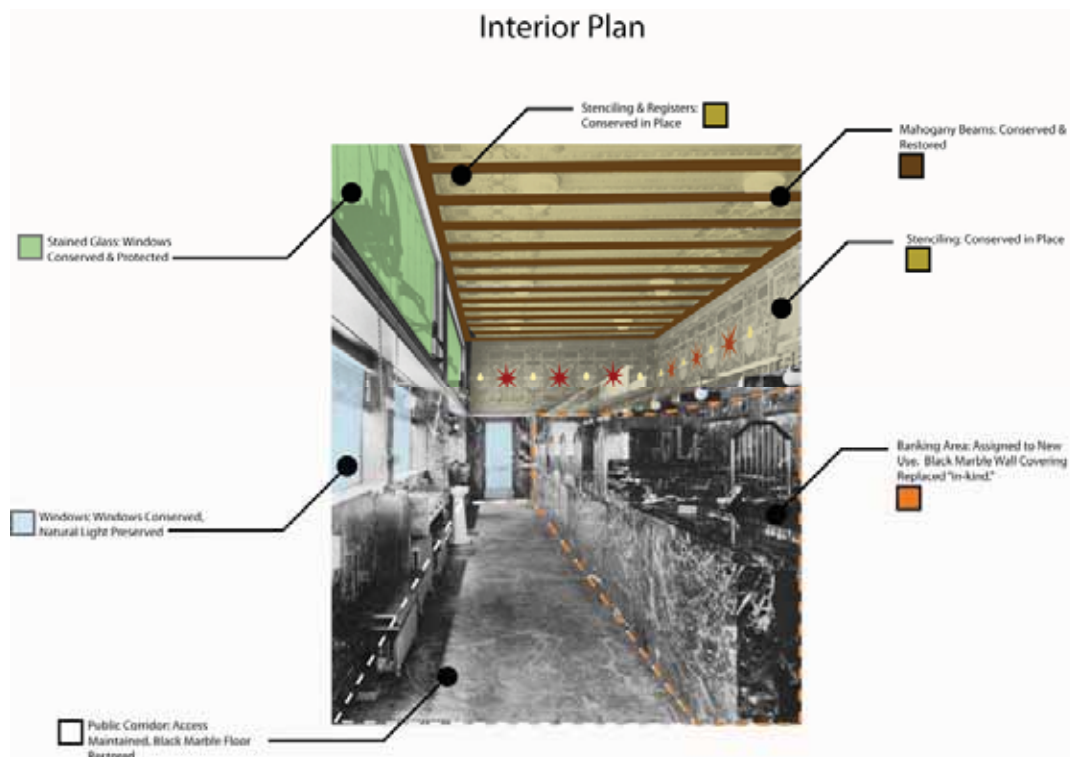 Interior Plan
Stenciling & Registers:
Conserved in Place
Mahogany Beams: Conserved &
Restored
Stained Glass: Windows
Conserved & Protected
Stenciling: Conserved in Place
Banking Area: Assigned to New
Use. Black Marble Wall Covering
Replaced "in-kind."
Windows: Windows Conserved,
Natural Light Preserved
Public Corridor: Access
Maintained, Black Marble Floor
Restored